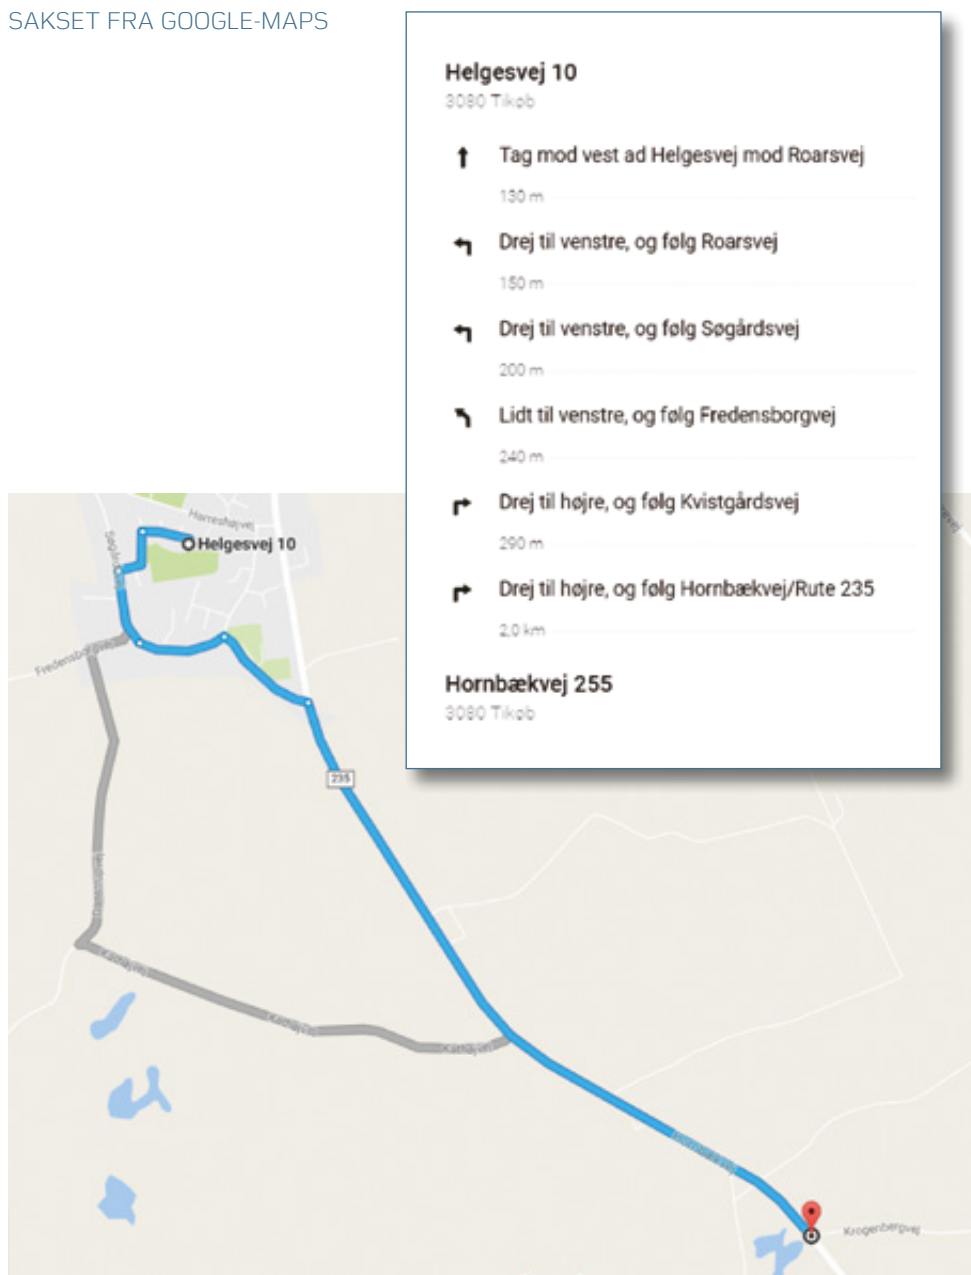 SAKSET FRA GOOGLE-MAPS
Helgesvej 10
3080 Tikøb
Tag mod vest ad Helgesvej mod Roarsvej
130 m
Drej til venstre, og følg Roarsvej
150 m
Drej til venstre, og følg Søgårdsvej
200 m
Lidt til venstre, og følg Fredensborgvej
240 m
Drej til højre, og følg Kvistgårdsvej
290 m
Drej til højre, og følg Hornbækvej/Rute 235
2,0 km
Hornbækvej 255
3080 Tikøb
Harreshøjvej
Helgesvej 10
Fredensborgvej
235
Krogenbergvej